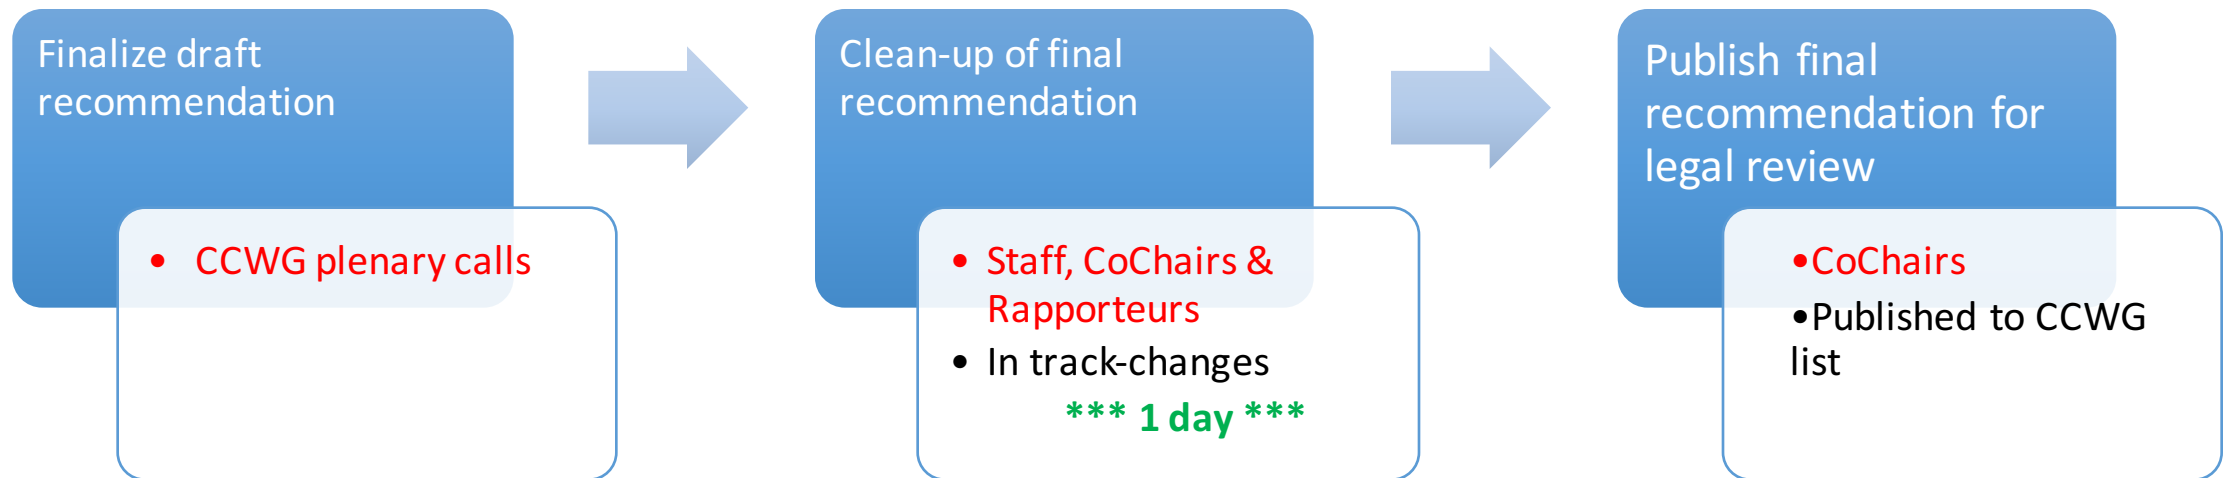 Finalize draft
recommendation
• CCWG plenary calls
Clean-up of final
recommendation
• Staff, CoChairs &
Rapporteurs
• In track-changes
*** 1 day ***
Publish final
recommendation for
legal review
•CoChairs
•Published to CCWG
list